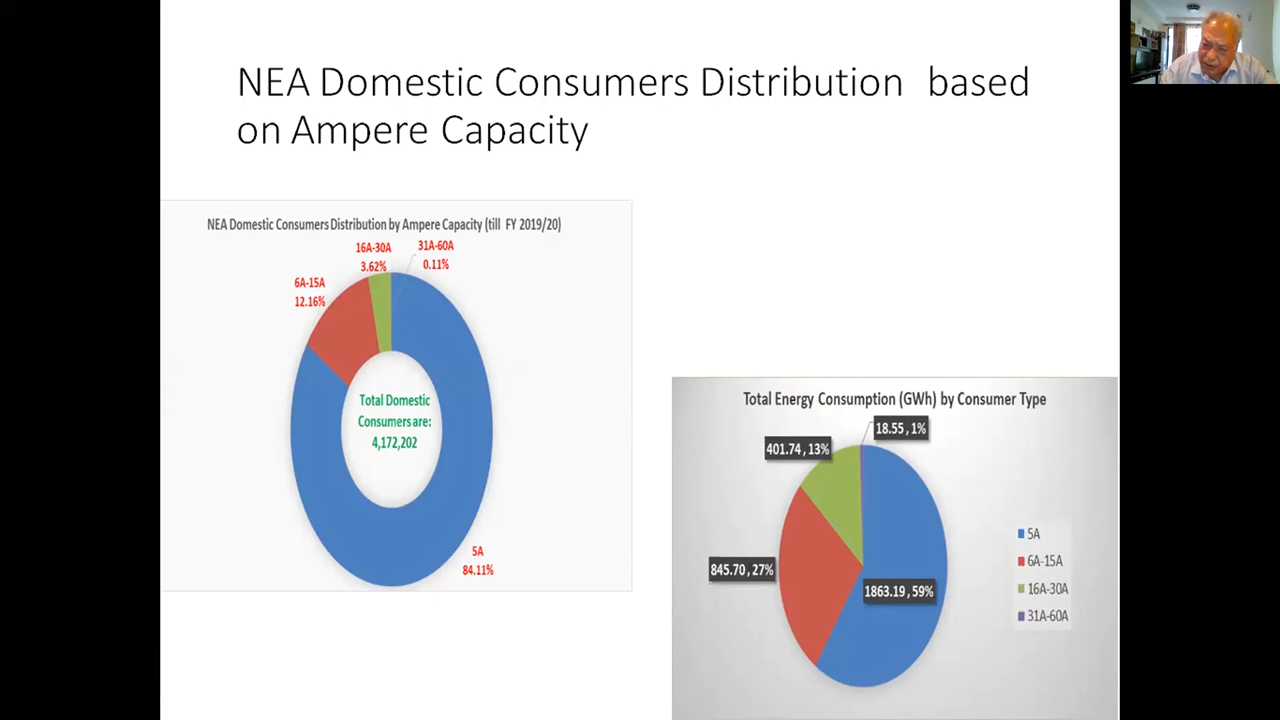 NEA Domestic Consumers Distribution based
on Ampere Capacity
NEA Domestic Consumers Distribution by Ampere Capacity (till FY 2019/20)
16A-30A
3.62%
31A-60A
0.11%
6A-15A
12.16%
Total Domestic
Consumers are:
4,172,202
5A
84.11%
Total Energy Consumption (GWh) by Consumer Type
18.55 , 1%
401.74 , 13%
845.70 , 27%
1863.19 , 59%
5A
6A-15A
16A-30A
31A-60A